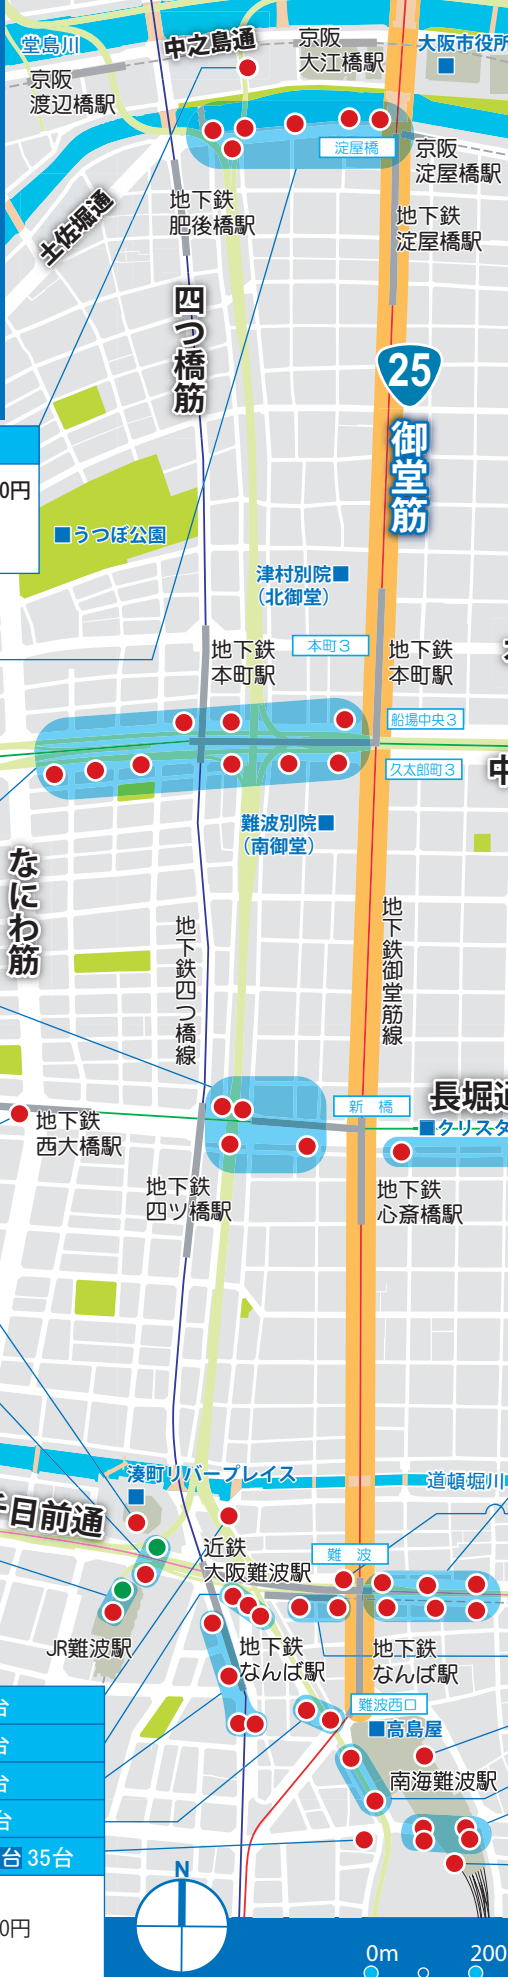 堂島川
中之島通
京阪
大江橋駅
大阪市役所
京阪
渡辺橋駅
淀屋橋
京阪
淀屋橋駅
土佐堀通
地下鉄
肥後橋駅
地下鉄
淀屋橋駅
四つ橋筋
25
御堂筋
0円
■うつぼ公園
津村別院■
(北御堂)
地下鉄
本町駅
本町3
地下鉄
本町駅
船場中央3
久太郎町3
中
難波別院■
(南御堂)
なにわ筋
地下鉄四つ橋線
地下鉄御堂筋線
新 橋
長堀通
■クリスタ
地下鉄
西大橋駅
地下鉄
四ツ橋駅
地下鉄
心斎橋駅
湊町リバープレイス
道頓堀川
千日前通
近鉄
大阪難波駅
難 波
JR難波駅
地下鉄
なんば駅
地下鉄
なんば駅
難波西口
■高島屋
南海難波駅
台
台
台
台
台 35台
0円
N
0m
200